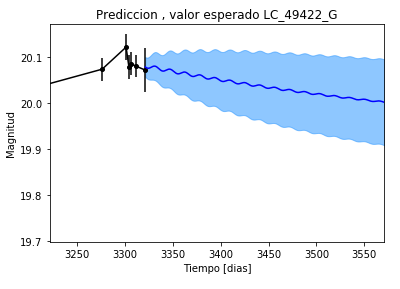 Prediccion , valor esperado LC_49422_G
Magnitud
20.1
20.0
19.9
19.8
19.7
3250 3300 3350 3400 3450 3500 3550
Tiempo [dias]